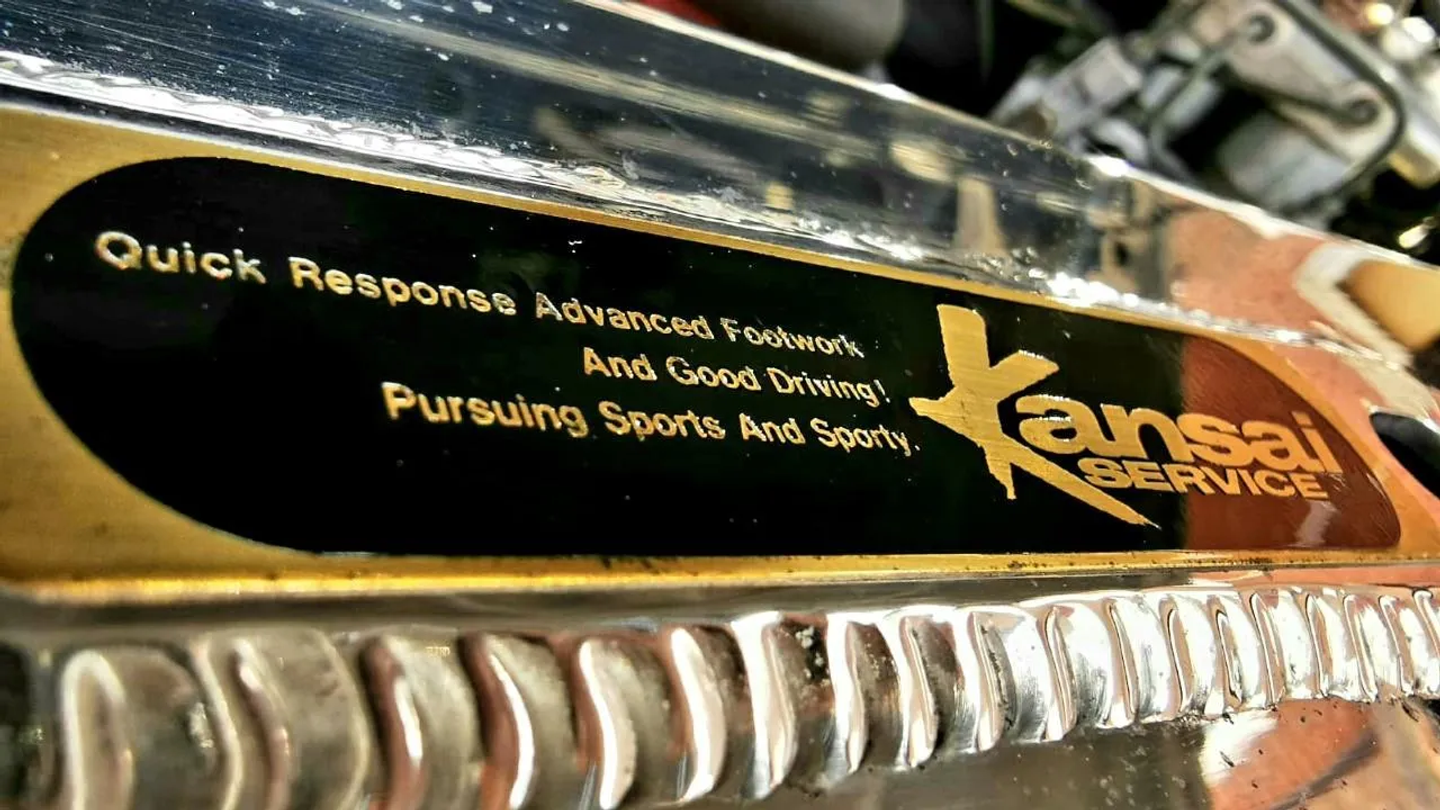 Quick Response Advanced Footwork
And Good Driving!
Pursuing Sports And Sporty.
Kansai
SERVICE